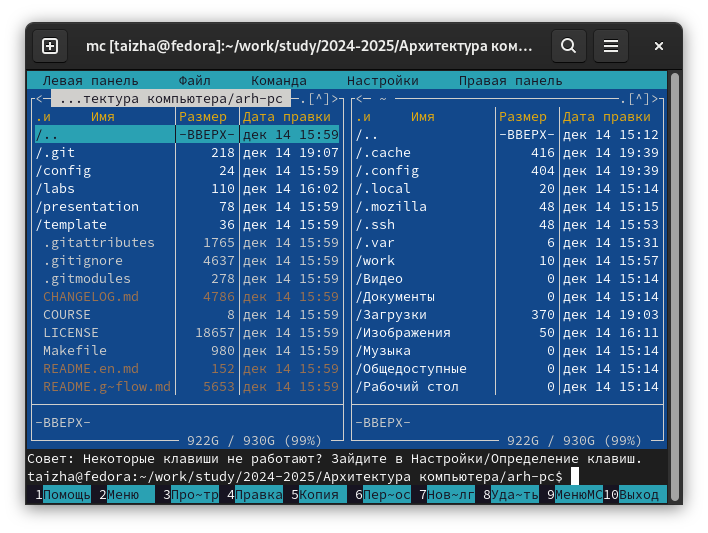 mc [taizha@fedora]:~/work/study/2024-2025/Архитектура ком…
Левая панель Файл Команда Настройки Правая панель
<— ...тектура компьютера/arh-pc —.[^]> <— ~ —.[^]>
.и Имя Размер Дата правки .и Имя Размер Дата правки
/.. -ВВЕРХ- дек 14 15:59 /.. -ВВЕРХ- дек 14 15:12
/.git 218 дек 14 19:07 /.cache 416 дек 14 19:39
/config 24 дек 14 15:59 /.config 404 дек 14 19:39
/labs 110 дек 14 16:02 /.local 20 дек 14 15:14
/presentation 78 дек 14 15:59 /.mozilla 48 дек 14 15:15
/template 36 дек 14 15:59 /.ssh 48 дек 14 15:53
.gitattributes 1765 дек 14 15:59 /.var 6 дек 14 15:31
.gitignore 4637 дек 14 15:59 /work 10 дек 14 15:57
.gitmodules 278 дек 14 15:59 /Видео 0 дек 14 15:14
CHANGELOG.md 4786 дек 14 15:59 /Документы 0 дек 14 15:14
COURSE 8 дек 14 15:59 /Загрузки 370 дек 14 19:03
LICENSE 18657 дек 14 15:59 /Изображения 50 дек 14 16:11
Makefile 980 дек 14 15:59 /Музыка 0 дек 14 15:14
README.en.md 152 дек 14 15:59 /Общедоступные 0 дек 14 15:14
README.g~flow.md 5653 дек 14 15:59 /Рабочий стол 0 дек 14 15:14
-ВВЕРХ- -ВВЕРХ-
922G / 930G (99%) 922G / 930G (99%)
Совет: Некоторые клавиши не работают? Зайдите в Настройки/Определение клавиш.
taizha@fedora:~/work/study/2024-2025/Архитектура компьютера/arh-pc$
1Помощь 2Меню 3Про~тр 4Правка 5Копия 6Пер~ос 7Нов~лг 8Уда~ть 9МенюMC 10Выход